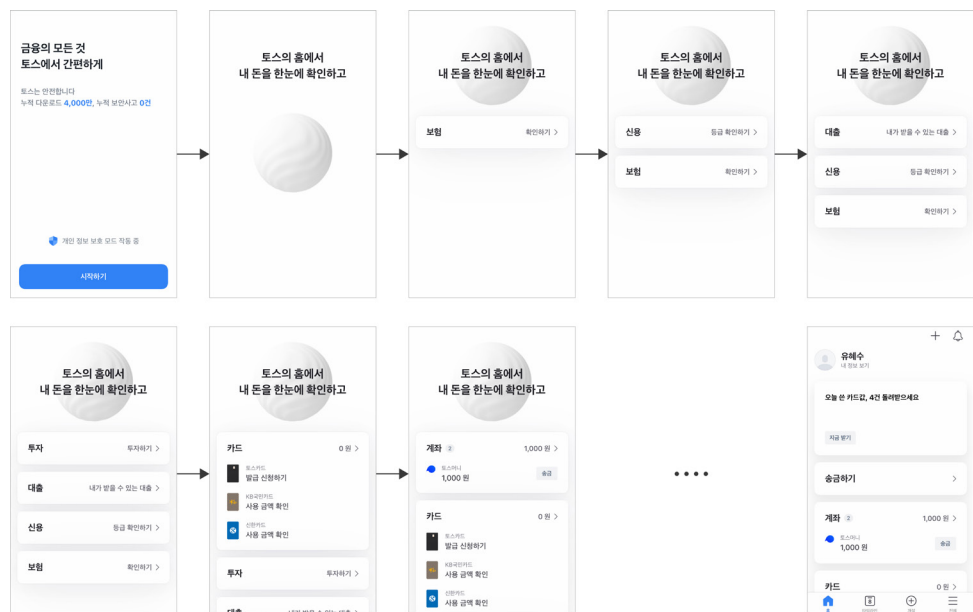 금융의 모든 것
토스에서 간편하게
토스는 안전합니다
누적 다운로드 4,000만, 누적 보안사고 0건
개인 정보 보호 모드 작동 중
시작하기
토스의 홈에서
내 돈을 한눈에 확인하고
토스의 홈에서
내 돈을 한눈에 확인하고
보험 확인하기 >
토스의 홈에서
내 돈을 한눈에 확인하고
신용 등급 확인하기 >
보험 확인하기 >
토스의 홈에서
내 돈을 한눈에 확인하고
대출 내가 받을 수 있는 대출 >
신용 등급 확인하기 >
보험 확인하기 >
토스의 홈에서
내 돈을 한눈에 확인하고
투자 투자하기 >
대출 내가 받을 수 있는 대출 >
신용 등급 확인하기 >
보험 확인하기 >
토스의 홈에서
내 돈을 한눈에 확인하고
카드 0 원 >
토스카드
발급 신청하기
KB국민카드
사용 금액 확인
신한카드
사용 금액 확인
투자 투자하기 >
토스의 홈에서
내 돈을 한눈에 확인하고
계좌 2 1,000 원 >
토스머니
1,000 원 송금
카드 0 원 >
토스카드
발급 신청하기
KB국민카드
사용 금액 확인
신한카드
사용 금액 확인
유혜수
내 정보 보기
오늘 쓴 카드값, 4건 돌려받으세요
지금 받기
송금하기 >
계좌 2 1,000 원 >
토스머니
1,000 원 송금
카드 0 원 >
홈